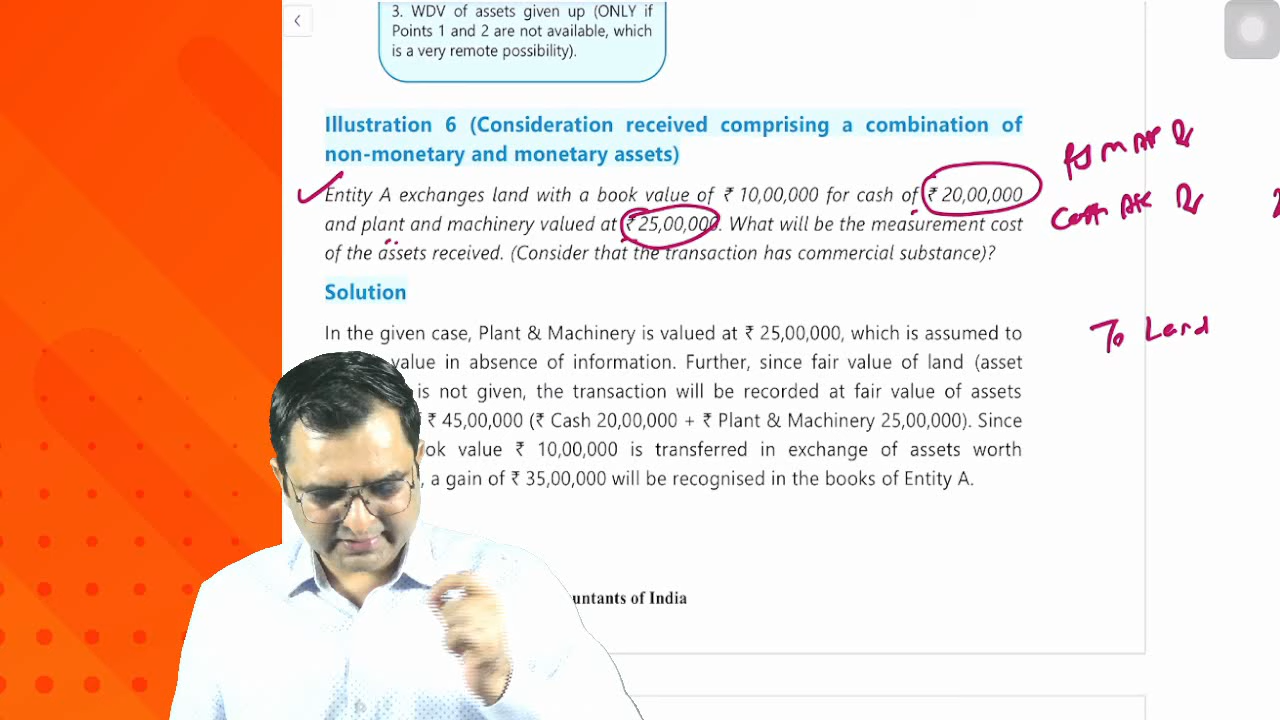 3. WDV of assets given up (ONLY if
Points 1 and 2 are not available, which
is a very remote possibility).
Illustration 6 (Consideration received comprising a combination of
non-monetary and monetary assets)
Entity A exchanges land with a book value of ₹ 10,00,000 for cash of ₹ 20,00,000
and plant and machinery valued at ₹ 25,00,000. What will be the measurement cost
of the assets received. (Consider that the transaction has commercial substance)?
P&M A/c Dr
Cash A/c Dr
To Land
Solution
In the given case, Plant & Machinery is valued at ₹ 25,00,000, which is assumed to
value in absence of information. Further, since fair value of land (asset
is not given, the transaction will be recorded at fair value of assets
₹ 45,00,000 (₹ Cash 20,00,000 + ₹ Plant & Machinery 25,00,000). Since
ok value ₹ 10,00,000 is transferred in exchange of assets worth
, a gain of ₹ 35,00,000 will be recognised in the books of Entity A.
untants of India